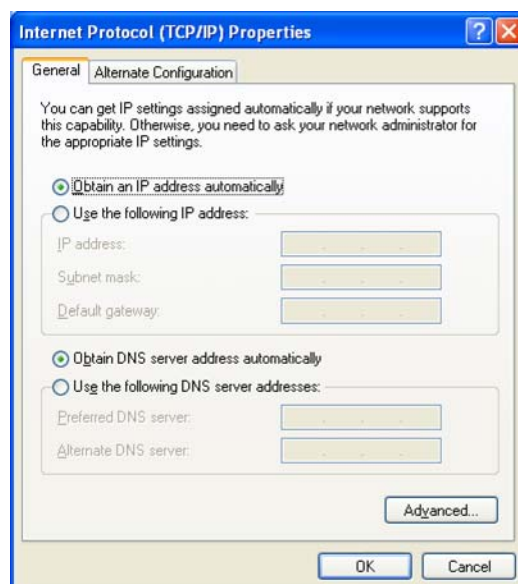 Internet Protocol (TCP/IP) Properties
General
Alternate Configuration
You can get IP settings assigned automatically if your network supports
this capability. Otherwise, you need to ask your network administrator for
the appropriate IP settings.
Obtain an IP address automatically
Use the following IP address:
IP address:
Subnet mask:
Default gateway:
Obtain DNS server address automatically
Use the following DNS server addresses:
Preferred DNS server:
Alternate DNS server:
Advanced...
OK
Cancel